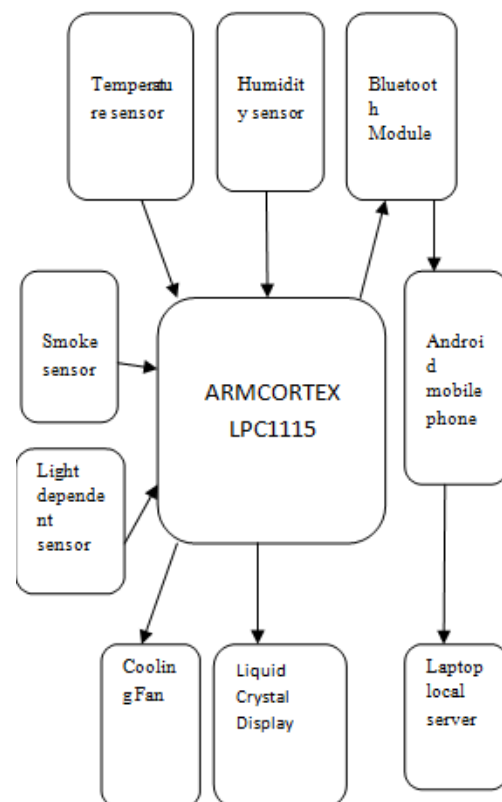 Temperatu
re sensor
Humidit
y sensor
Bluetoot
h
Module
Smoke
sensor
ARMCORTEX
LPC1115
Androi
d
mobile
phone
Light
depende
nt
sensor
Coolin
gFan
Liquid
Crystal
Display
Laptop
local
server